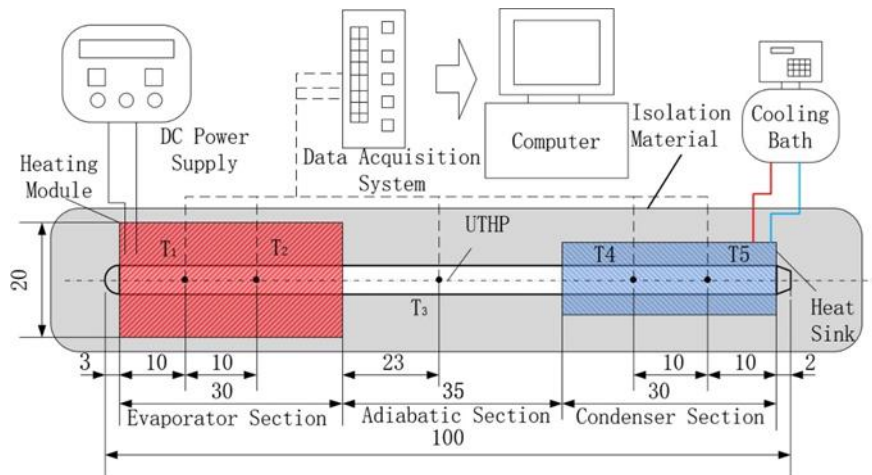 DC Power
Supply
Data Acquisition
System
Computer
Isolation
Material
Cooling
Bath
Heating
Module
UTHP
T1
T2
T3
T4
T5
Heat
Sink
20
3
10
10
23
10
10
2
30
35
30
Evaporator Section
Adiabatic Section
Condenser Section
100